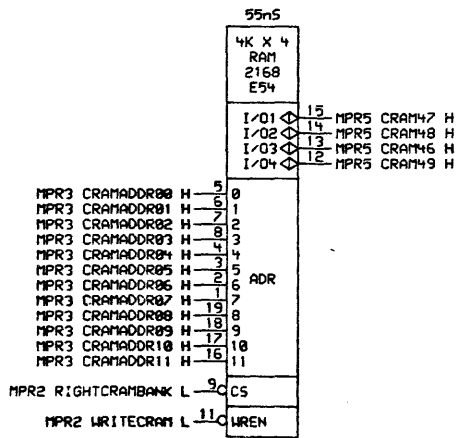 55nS
4K X 4
RAM
2168
E54
I/O1 15 MPR5 CRAM47 H
I/O2 14 MPR5 CRAM48 H
I/O3 13 MPR5 CRAM46 H
I/O4 12 MPR5 CRAM49 H
MPR3 CRAMADDR00 H 5 0
MPR3 CRAMADDR01 H 6 1
MPR3 CRAMADDR02 H 7 2
MPR3 CRAMADDR03 H 8 3
MPR3 CRAMADDR04 H 4 4
MPR3 CRAMADDR05 H 3 5
MPR3 CRAMADDR06 H 2 6 ADR
MPR3 CRAMADDR07 H 1 7
MPR3 CRAMADDR08 H 19 8
MPR3 CRAMADDR09 H 18 9
MPR3 CRAMADDR10 H 17 10
MPR3 CRAMADDR11 H 16 11
MPR2 RIGHTCRAMBANK L 9 CS
MPR2 WRITECRAM L 11 WREN